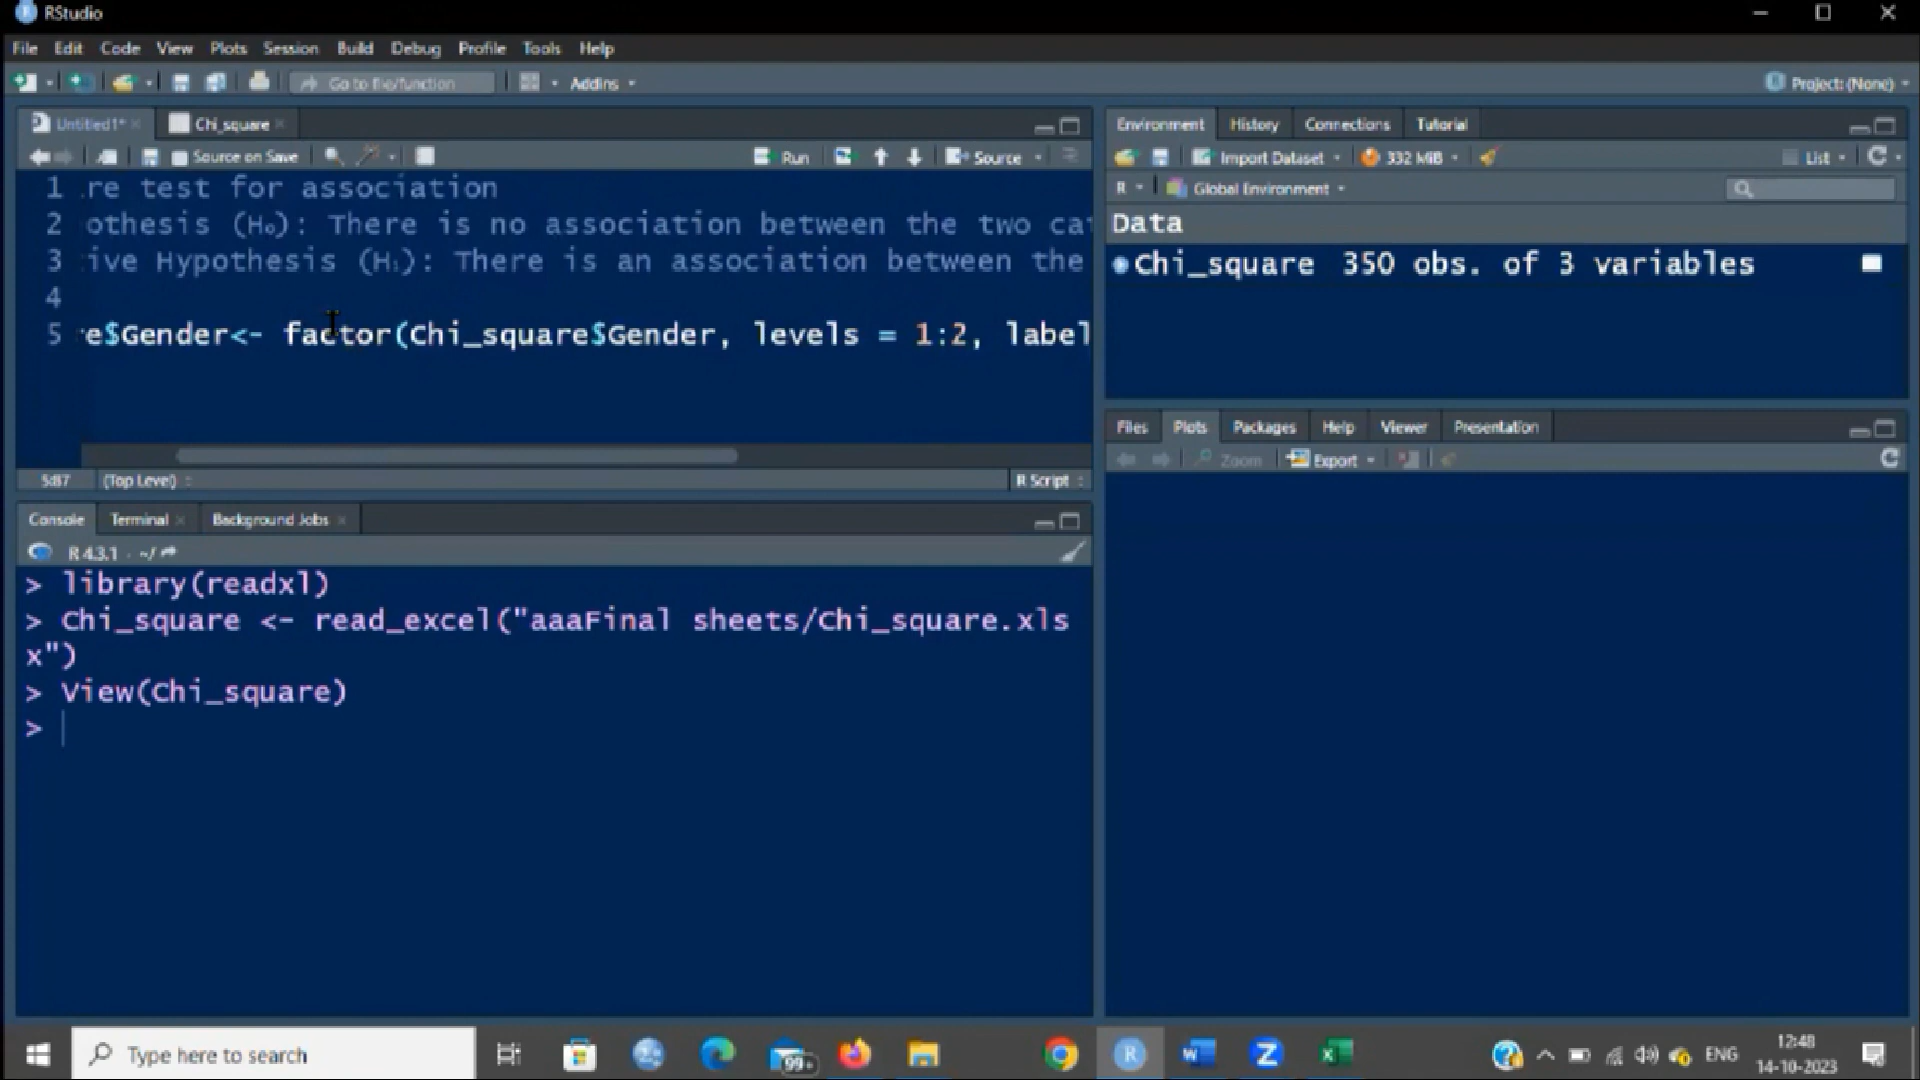 RStudio
File Edit Code View Plots Session Build Debug Profile Tools Help
Go to file/function Addins Project: (None)
Untitled1* Chi_square
Source on Save Run Source
1 re test for association
2 othesis (H₀): There is no association between the two ca
3 ive Hypothesis (H₁): There is an association between the
4
5 e$Gender<- factor(Chi_square$Gender, levels = 1:2, label
5:87 (Top Level) R Script
Console Terminal Background Jobs
R 4.3.1 · ~/
> library(readxl)
> Chi_square <- read_excel("aaaFinal sheets/Chi_square.xls
x")
> View(Chi_square)
>
Environment History Connections Tutorial
Import Dataset 332 MiB List
R Global Environment
Data
Chi_square 350 obs. of 3 variables
Files Plots Packages Help Viewer Presentation
Zoom Export
Type here to search
99+
ENG
12:48
14-10-2023